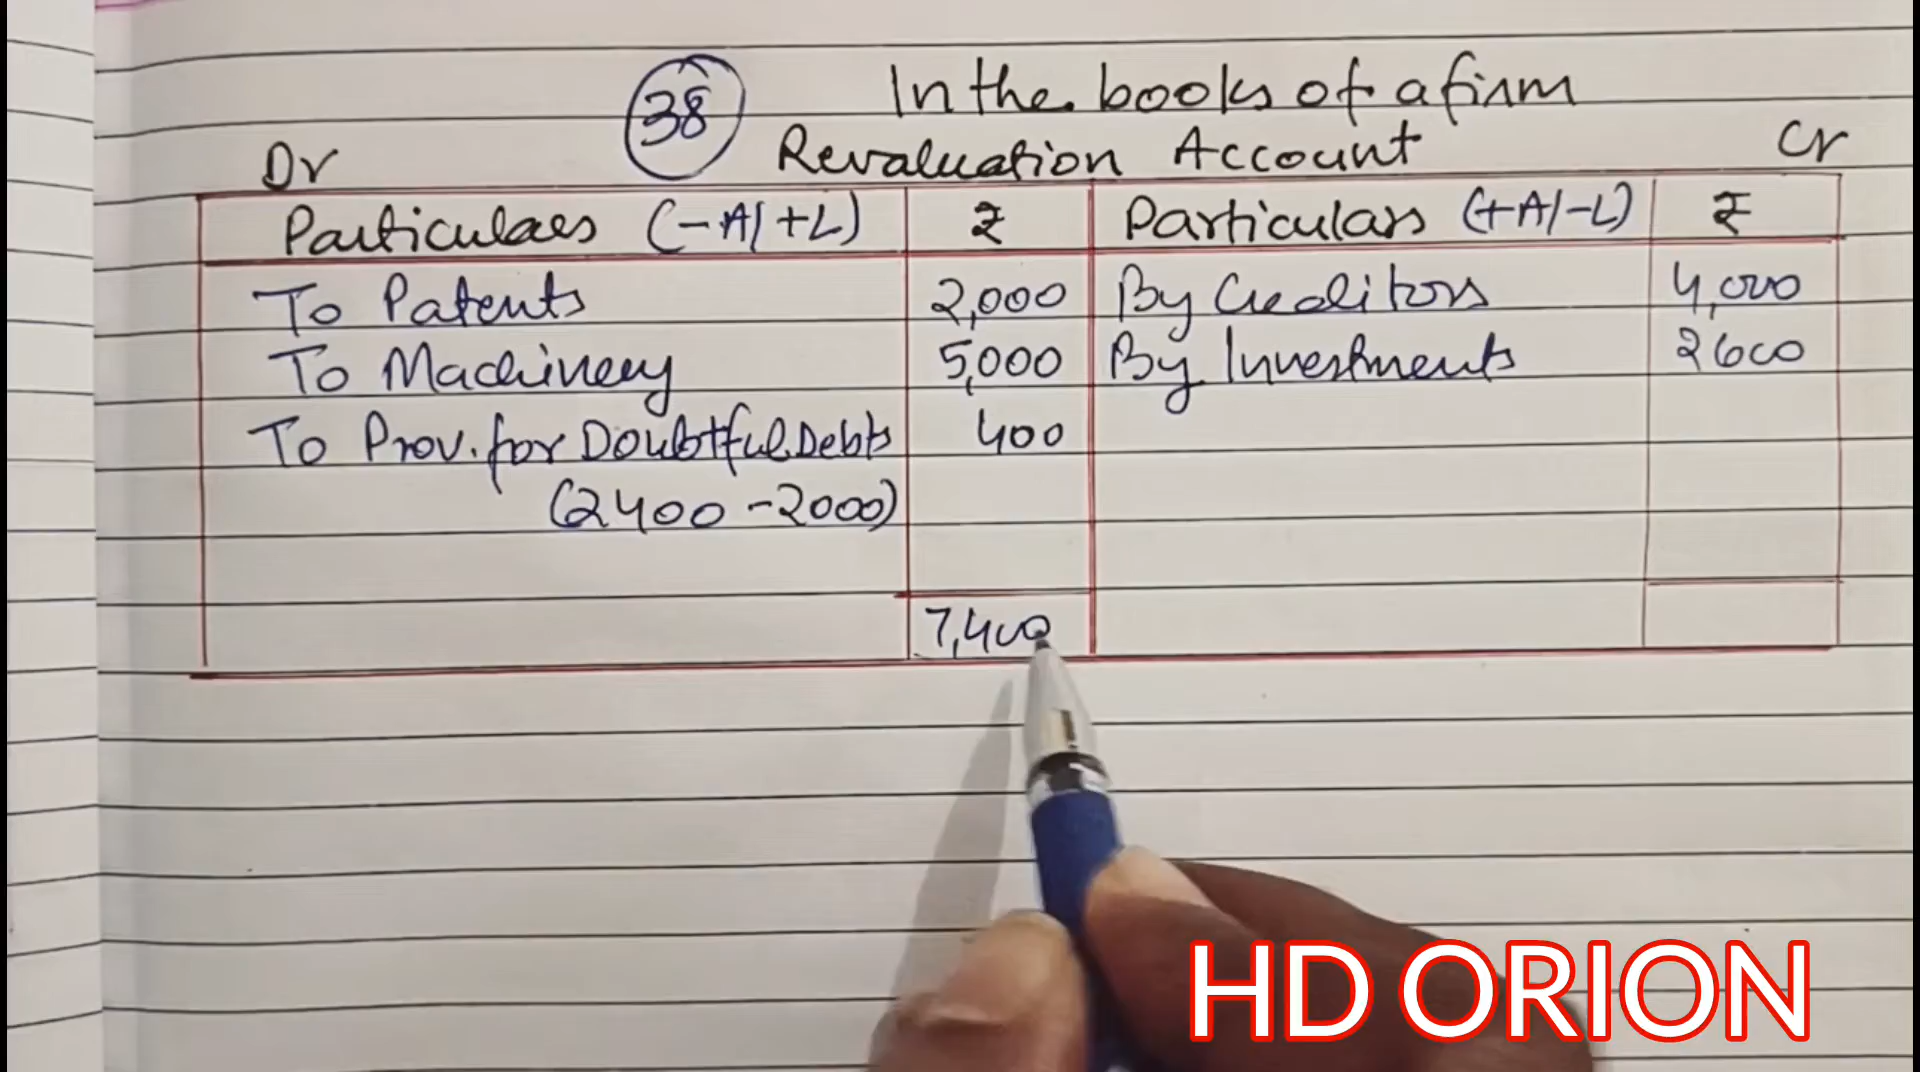 38 In the books of a firm
Dr Revaluation Account Cr
Particulars (-A/+L) ₹ Particulars (+A/-L) ₹
To Patents 2,000 By Creditors 4,000
To Machinery 5,000 By Investments 2600
To Prov. for Doubtful Debts 400
(2400 - 2000)
7,400
HD ORION